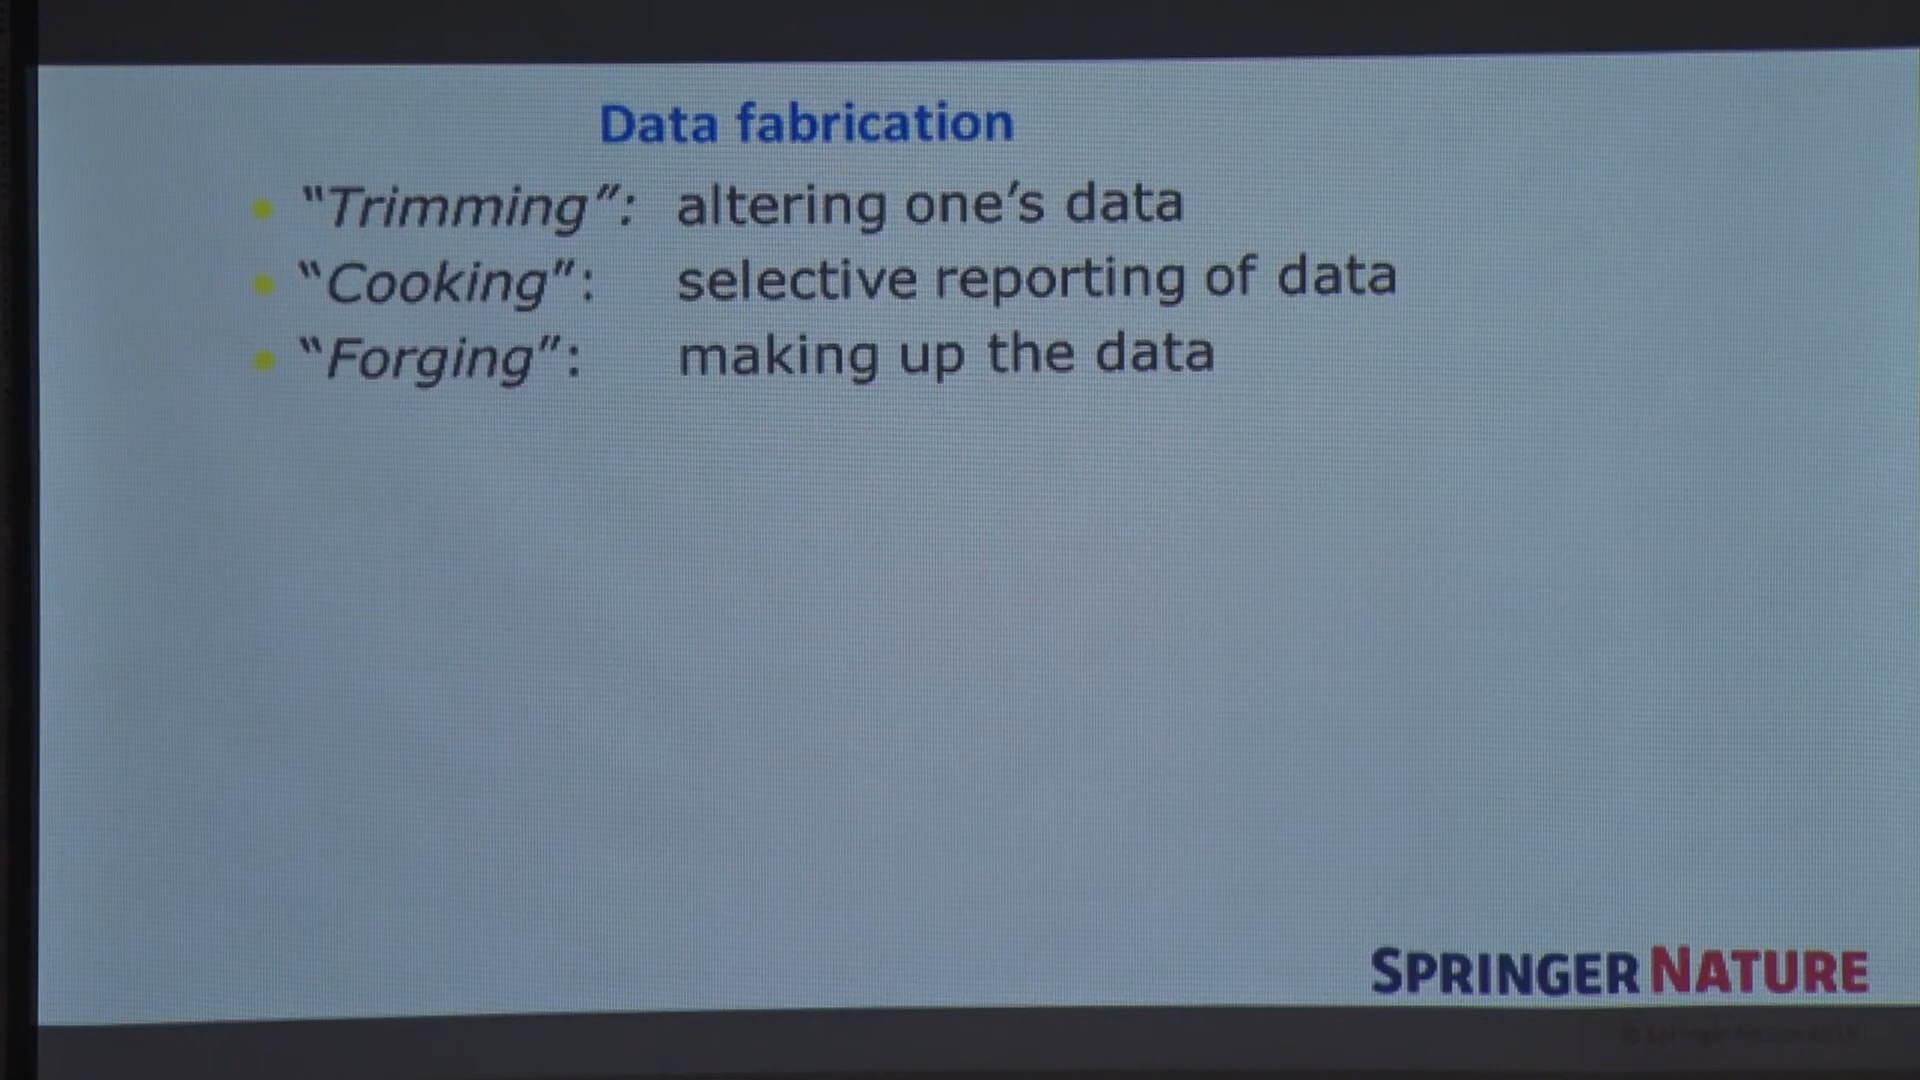 Data fabrication
• “Trimming”: altering one’s data
• “Cooking”: selective reporting of data
• “Forging”: making up the data
SPRINGER NATURE